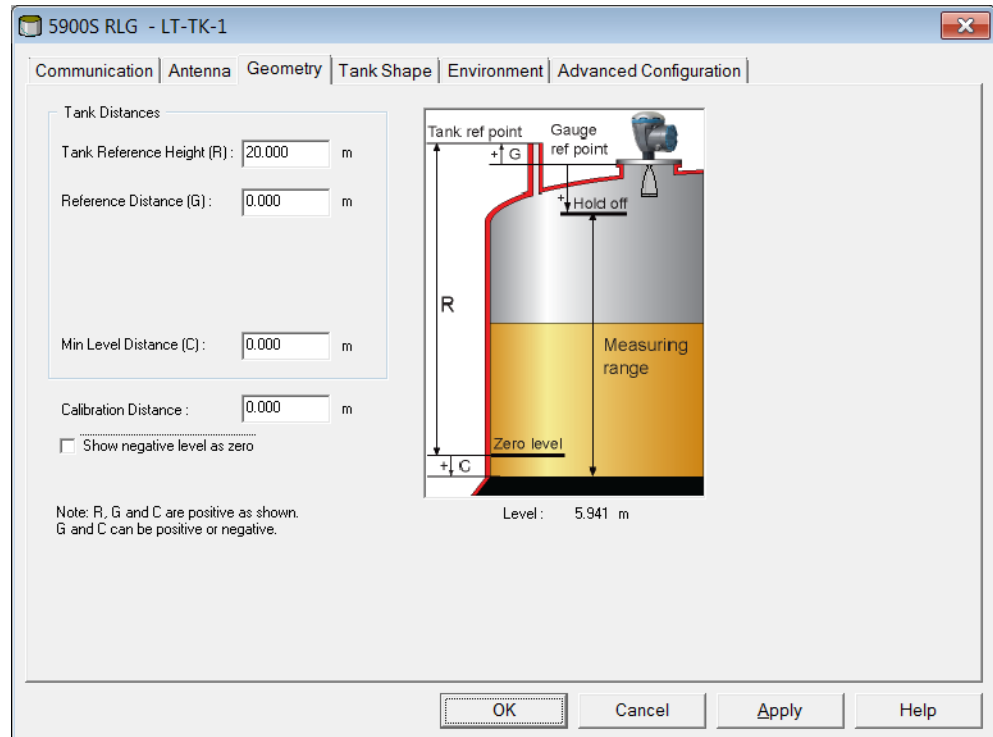 5900S RLG - LT-TK-1
Communication Antenna Geometry Tank Shape Environment Advanced Configuration
Tank Distances
Tank Reference Height (R) : 20.000 m
Reference Distance (G) : 0.000 m
Min Level Distance (C) : 0.000 m
Calibration Distance : 0.000 m
Show negative level as zero
Note: R, G and C are positive as shown.
G and C can be positive or negative.
Tank ref point
Gauge
ref point
+ G
+
Hold off
R
Measuring
range
Zero level
+ C
Level : 5.941 m
OK Cancel Apply Help